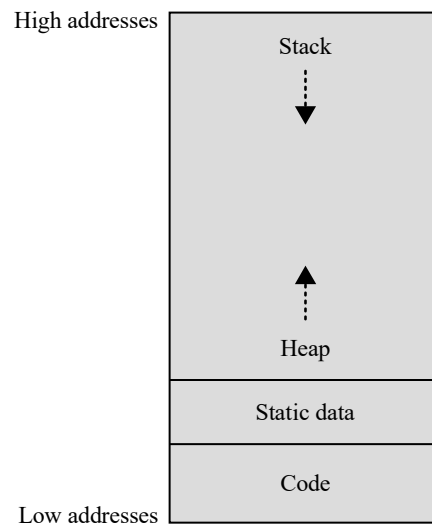 High addresses
Stack
Heap
Static data
Code
Low addresses